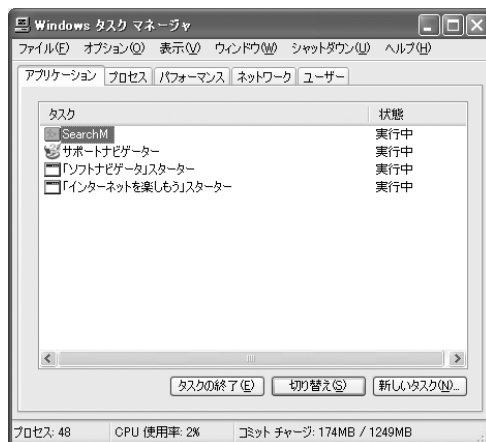 Windows タスク マネージャ
ファイル(F) オプション(O) 表示(V) ウィンドウ(W) シャットダウン(U) ヘルプ(H)
アプリケーション プロセス パフォーマンス ネットワーク ユーザー
タスク 状態
SearchM 実行中
サポートナビゲーター 実行中
「ソフトナビゲータ」スターター 実行中
「インターネットを楽しもう」スターター 実行中
タスクの終了(E) 切り替え(S) 新しいタスク(N)...
プロセス: 48 CPU 使用率: 2% コミット チャージ: 174MB / 1249MB